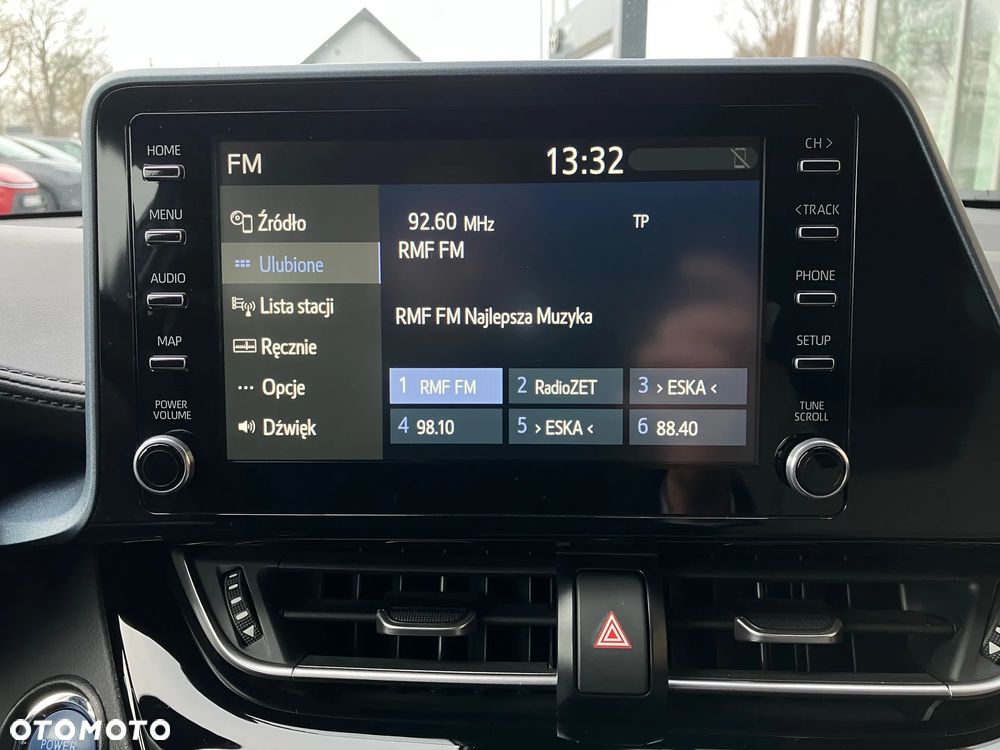 HOME
MENU
AUDIO
MAP
POWER
VOLUME
FM
13:32
Źródło
Ulubione
Lista stacji
Ręcznie
Opcje
Dźwięk
92.60 MHz
TP
RMF FM
RMF FM Najlepsza Muzyka
1 RMF FM
2 RadioZET
3 > ESKA <
4 98.10
5 > ESKA <
6 88.40
CH >
< TRACK
PHONE
SETUP
TUNE
SCROLL
POWER
OTOMOTO